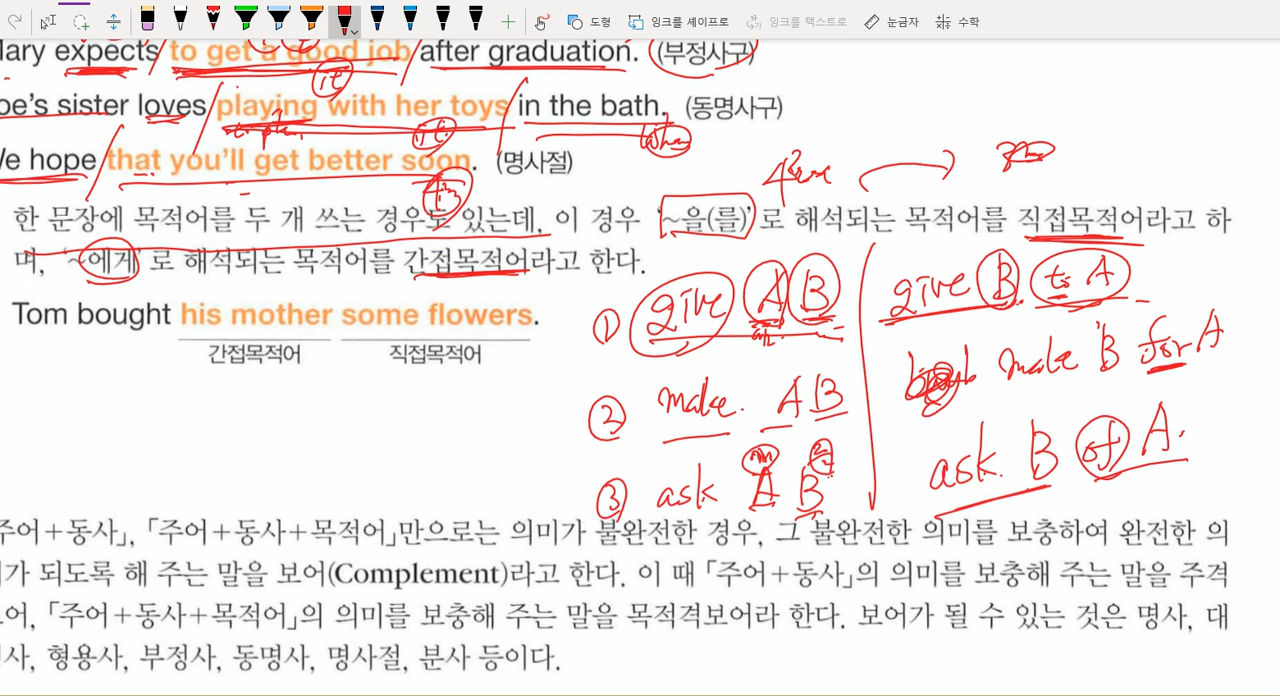 도형 잉크를 셰이프로 잉크를 텍스트로 눈금자 수학
lary expects to get a good job after graduation. (부정사구)
it
oe's sister loves playing with her toys in the bath. (동명사구)
it
Ve hope that you'll get better soon. (명사절)
4형식
한 문장에 목적어를 두 개 쓰는 경우도 있는데, 이 경우 '~을(를)'로 해석되는 목적어를 직접목적어라고 하
며, '~에게'로 해석되는 목적어를 간접목적어라고 한다.
① give A B give B to A
Tom bought his mother some flowers.
간접목적어 직접목적어
make B for A
② make A B
③ ask A B ask B of A.
주어+동사」, 「주어+동사+목적어」만으로는 의미가 불완전한 경우, 그 불완전한 의미를 보충하여 완전한 의
가 되도록 해 주는 말을 보어(Complement)라고 한다. 이 때 「주어+동사」의 의미를 보충해 주는 말을 주격
어, 「주어+동사+목적어」의 의미를 보충해 주는 말을 목적격보어라 한다. 보어가 될 수 있는 것은 명사, 대
사, 형용사, 부정사, 동명사, 명사절, 분사 등이다.